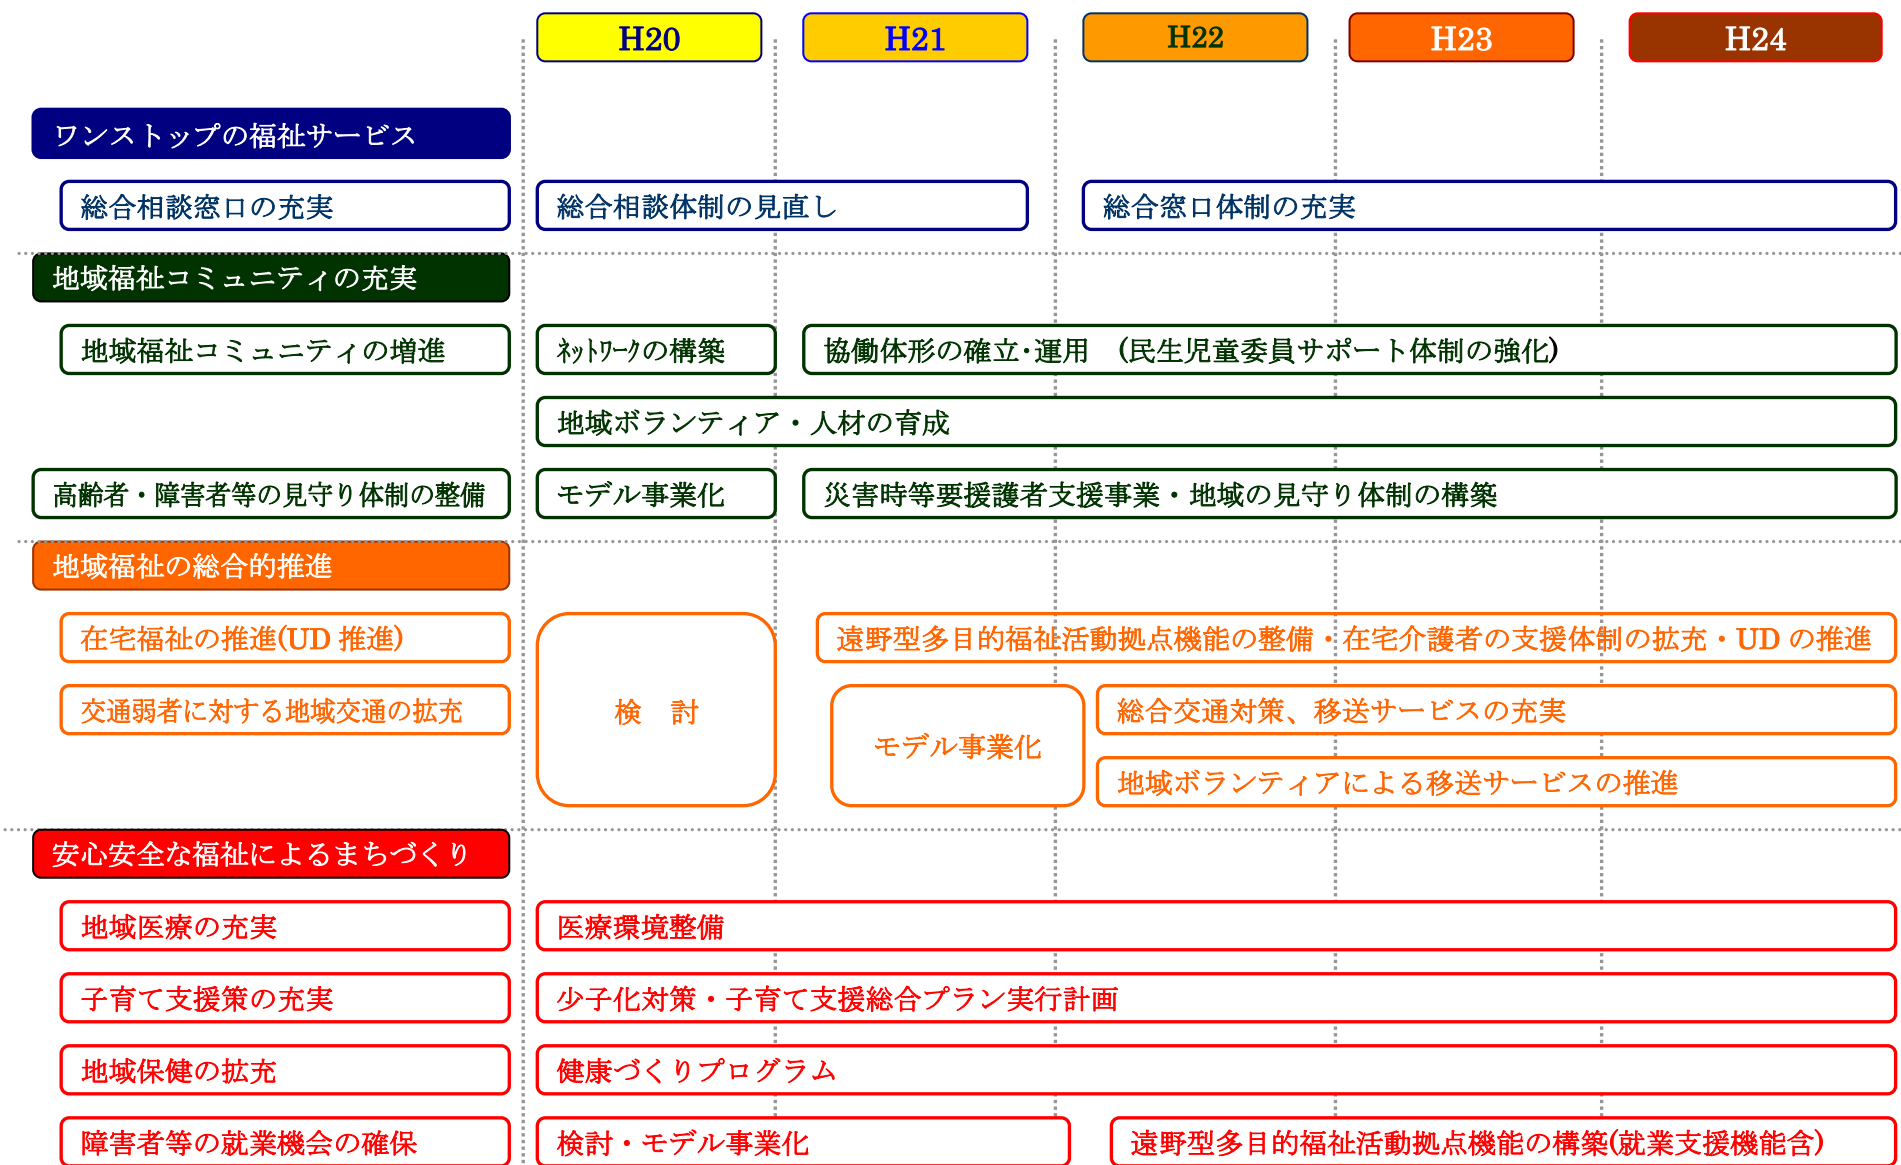 H20 H21 H22 H23 H24
ワンストップの福祉サービス
総合相談窓口の充実 総合相談体制の見直し 総合窓口体制の充実
地域福祉コミュニティの充実
地域福祉コミュニティの増進 ﾈｯﾄﾜｰｸの構築 協働体形の確立･運用　(民生児童委員サポート体制の強化)
地域ボランティア・人材の育成
高齢者・障害者等の見守り体制の整備 モデル事業化 災害時等要援護者支援事業・地域の見守り体制の構築
地域福祉の総合的推進
在宅福祉の推進(UD 推進) 遠野型多目的福祉活動拠点機能の整備・在宅介護者の支援体制の拡充・UD の推進
交通弱者に対する地域交通の拡充 検　討 総合交通対策、移送サービスの充実
モデル事業化
地域ボランティアによる移送サービスの推進
安心安全な福祉によるまちづくり
地域医療の充実 医療環境整備
子育て支援策の充実 少子化対策・子育て支援総合プラン実行計画
地域保健の拡充 健康づくりプログラム
障害者等の就業機会の確保 検討・モデル事業化 遠野型多目的福祉活動拠点機能の構築(就業支援機能含)